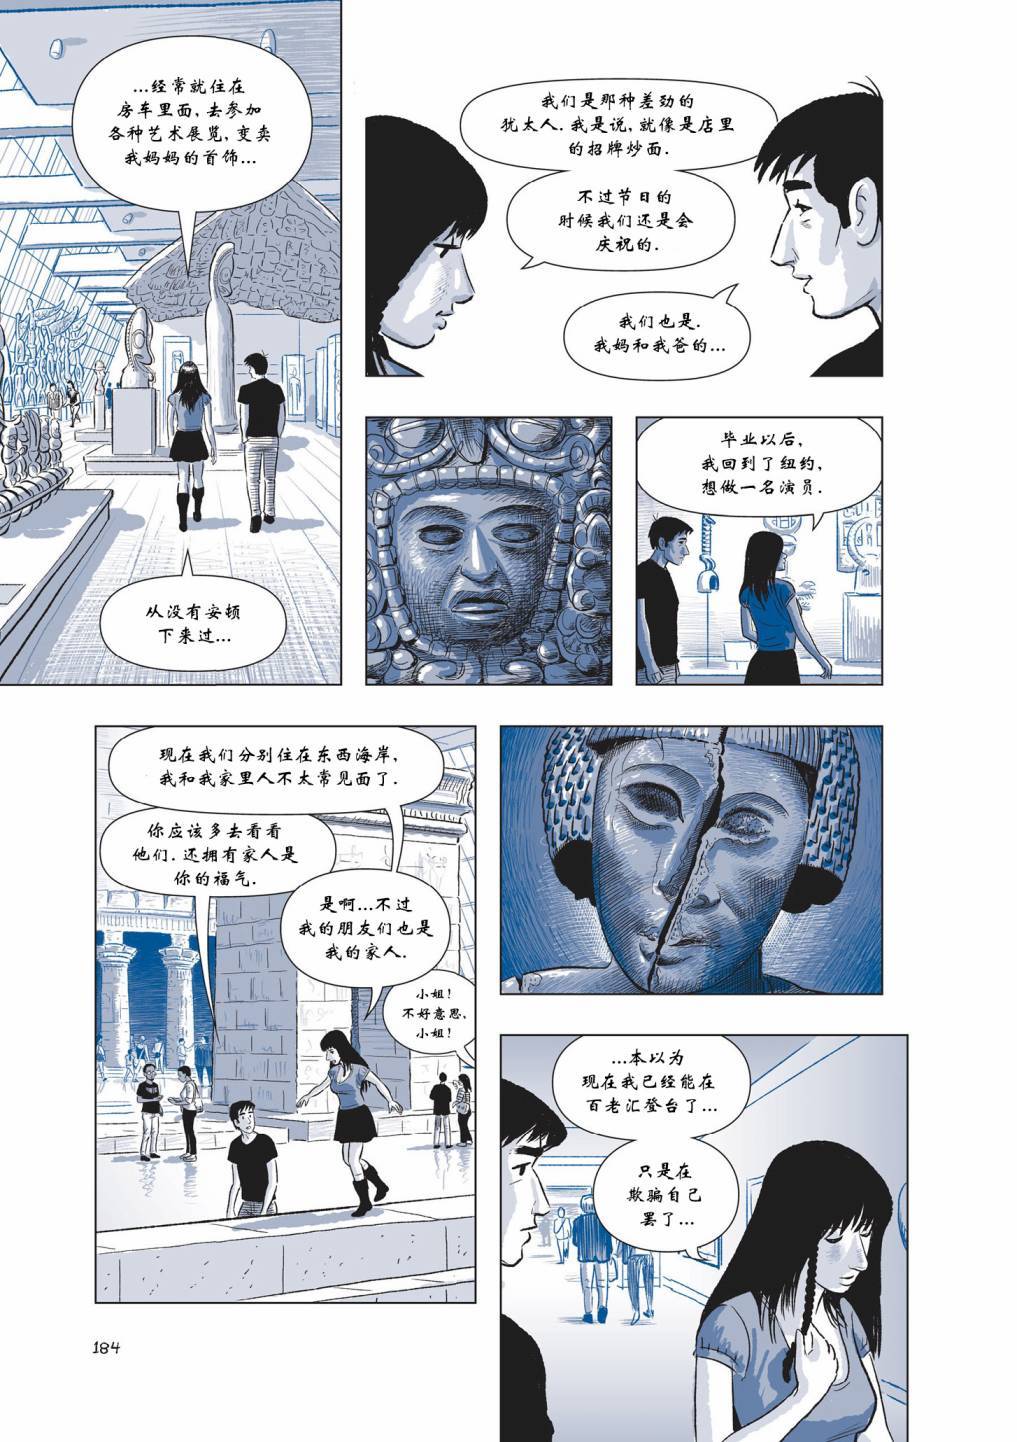 …经常就住在
房车里面,去参加
各种艺术展览,变卖
我妈妈的首饰…
从没有安顿
下来过…
我们是那种差劲的
犹太人.我是说,就像是店里
的招牌炒面.
不过节日的
时候我们还是会
庆祝的.
我们也是.
我妈和我爸的…
毕业以后,
我回到了纽约,
想做一名演员.
现在我们分别住在东西海岸,
我和我家里人不太常见面了.
你应该多去看看
他们.还拥有家人是
你的福气.
是啊…不过
我的朋友们也是
我的家人.
小姐!
不好意思,
小姐!
…本以为
现在我已经能在
百老汇登台了…
只是在
欺骗自己
罢了…
184